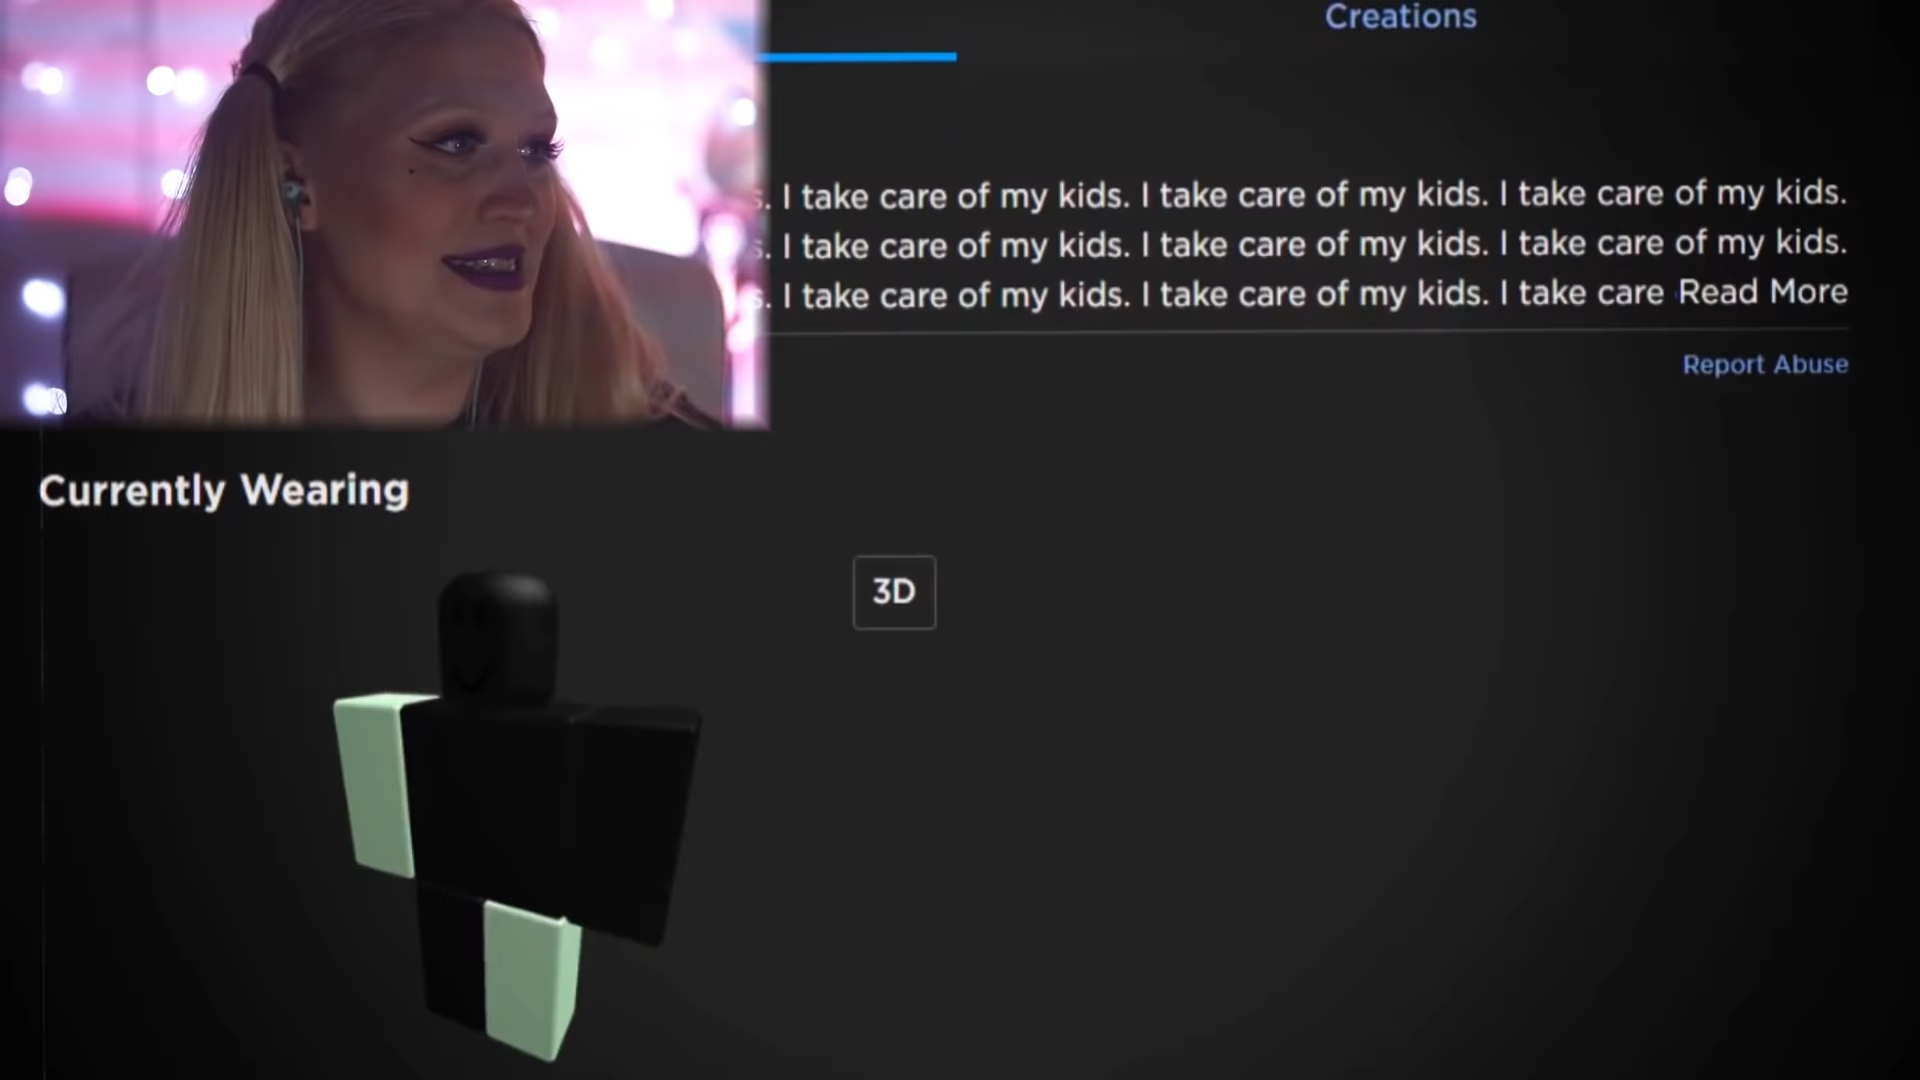 Creations
s. I take care of my kids. I take care of my kids. I take care of my kids.
s. I take care of my kids. I take care of my kids. I take care of my kids.
s. I take care of my kids. I take care of my kids. I take care Read More
Report Abuse
Currently Wearing
3D